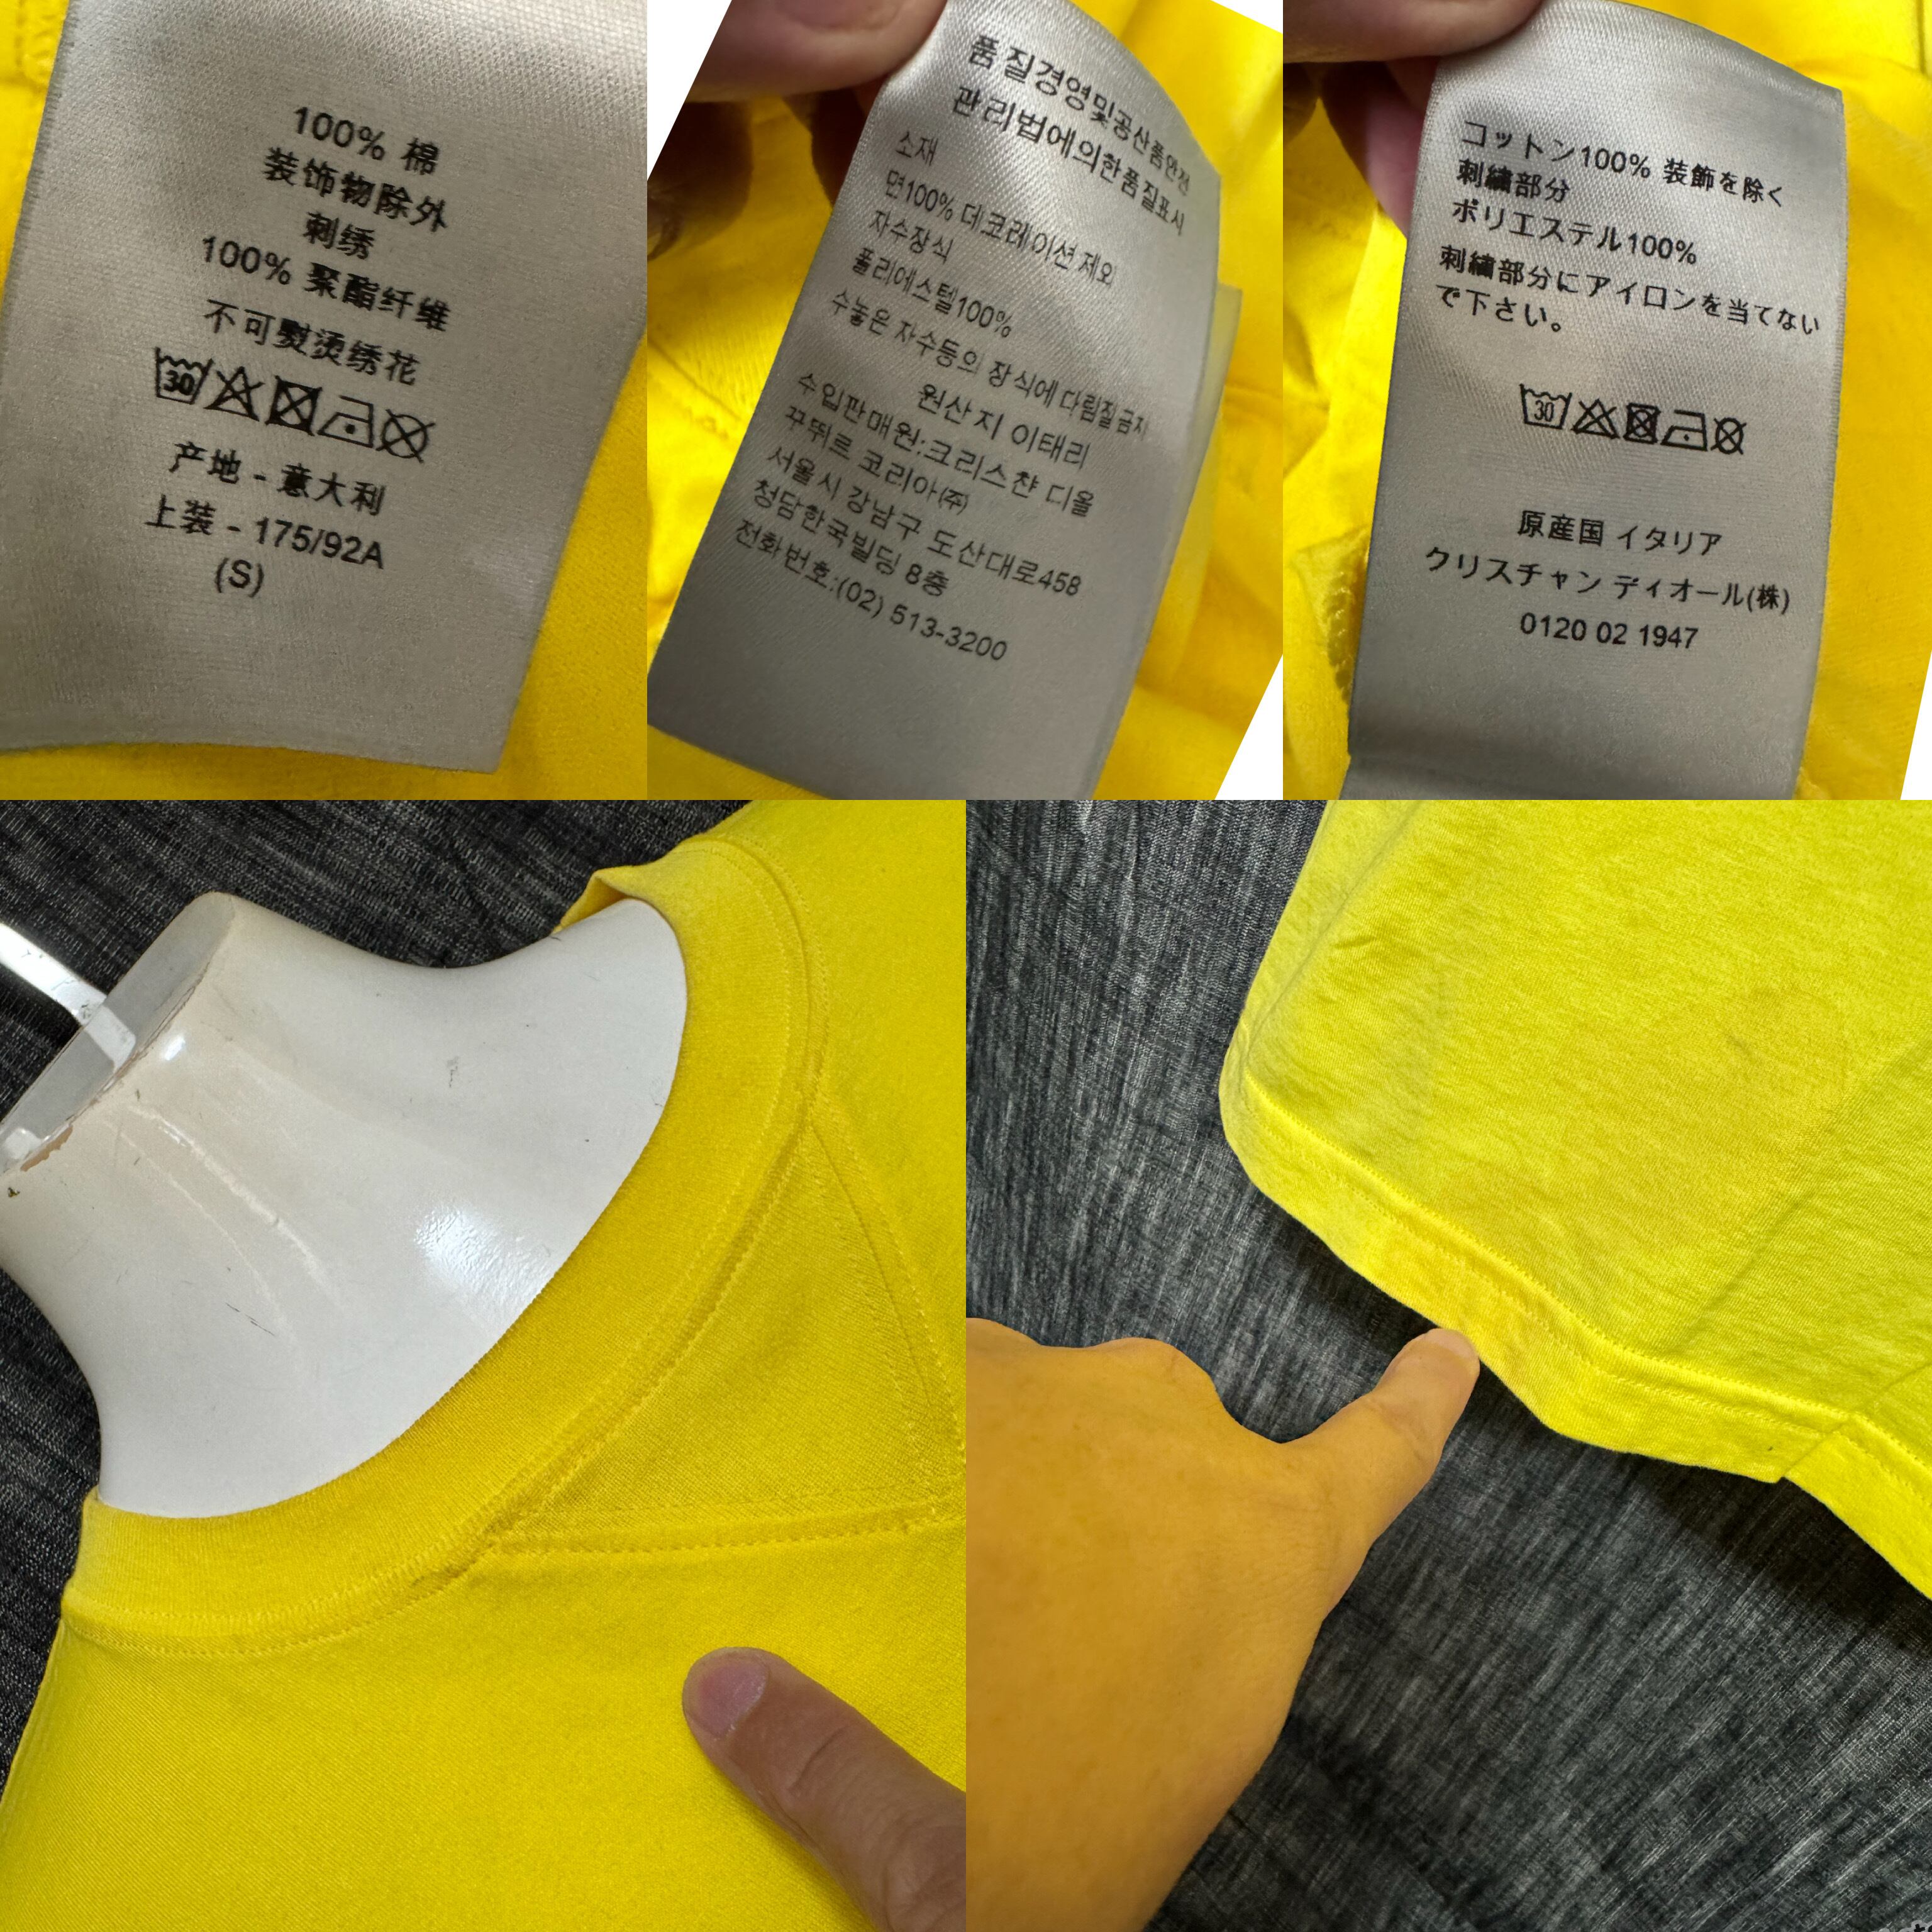 100% 棉
装饰物除外
刺绣
100% 聚酯纤维
不可熨烫绣花
30
产地 - 意大利
上装 - 175/92A
(S)
품질경영및공산품안전
관리법에의한품질표시
소재
면100% 데코레이션 제외
자수장식
폴리에스털100%
수놓은 자수등의 장식에 다림질금지
원산지 이태리
수입판매원:크리스챤 디올
꾸뛰르 코리아㈜
서울시 강남구 도산대로458
청담한국빌딩 8층
전화번호:(02) 513-3200
コットン100% 装飾を除く
刺繍部分
ポリエステル100%
刺繍部分にアイロンを当てない
で下さい。
30
原産国 イタリア
クリスチャン ディオール(株)
0120 02 1947